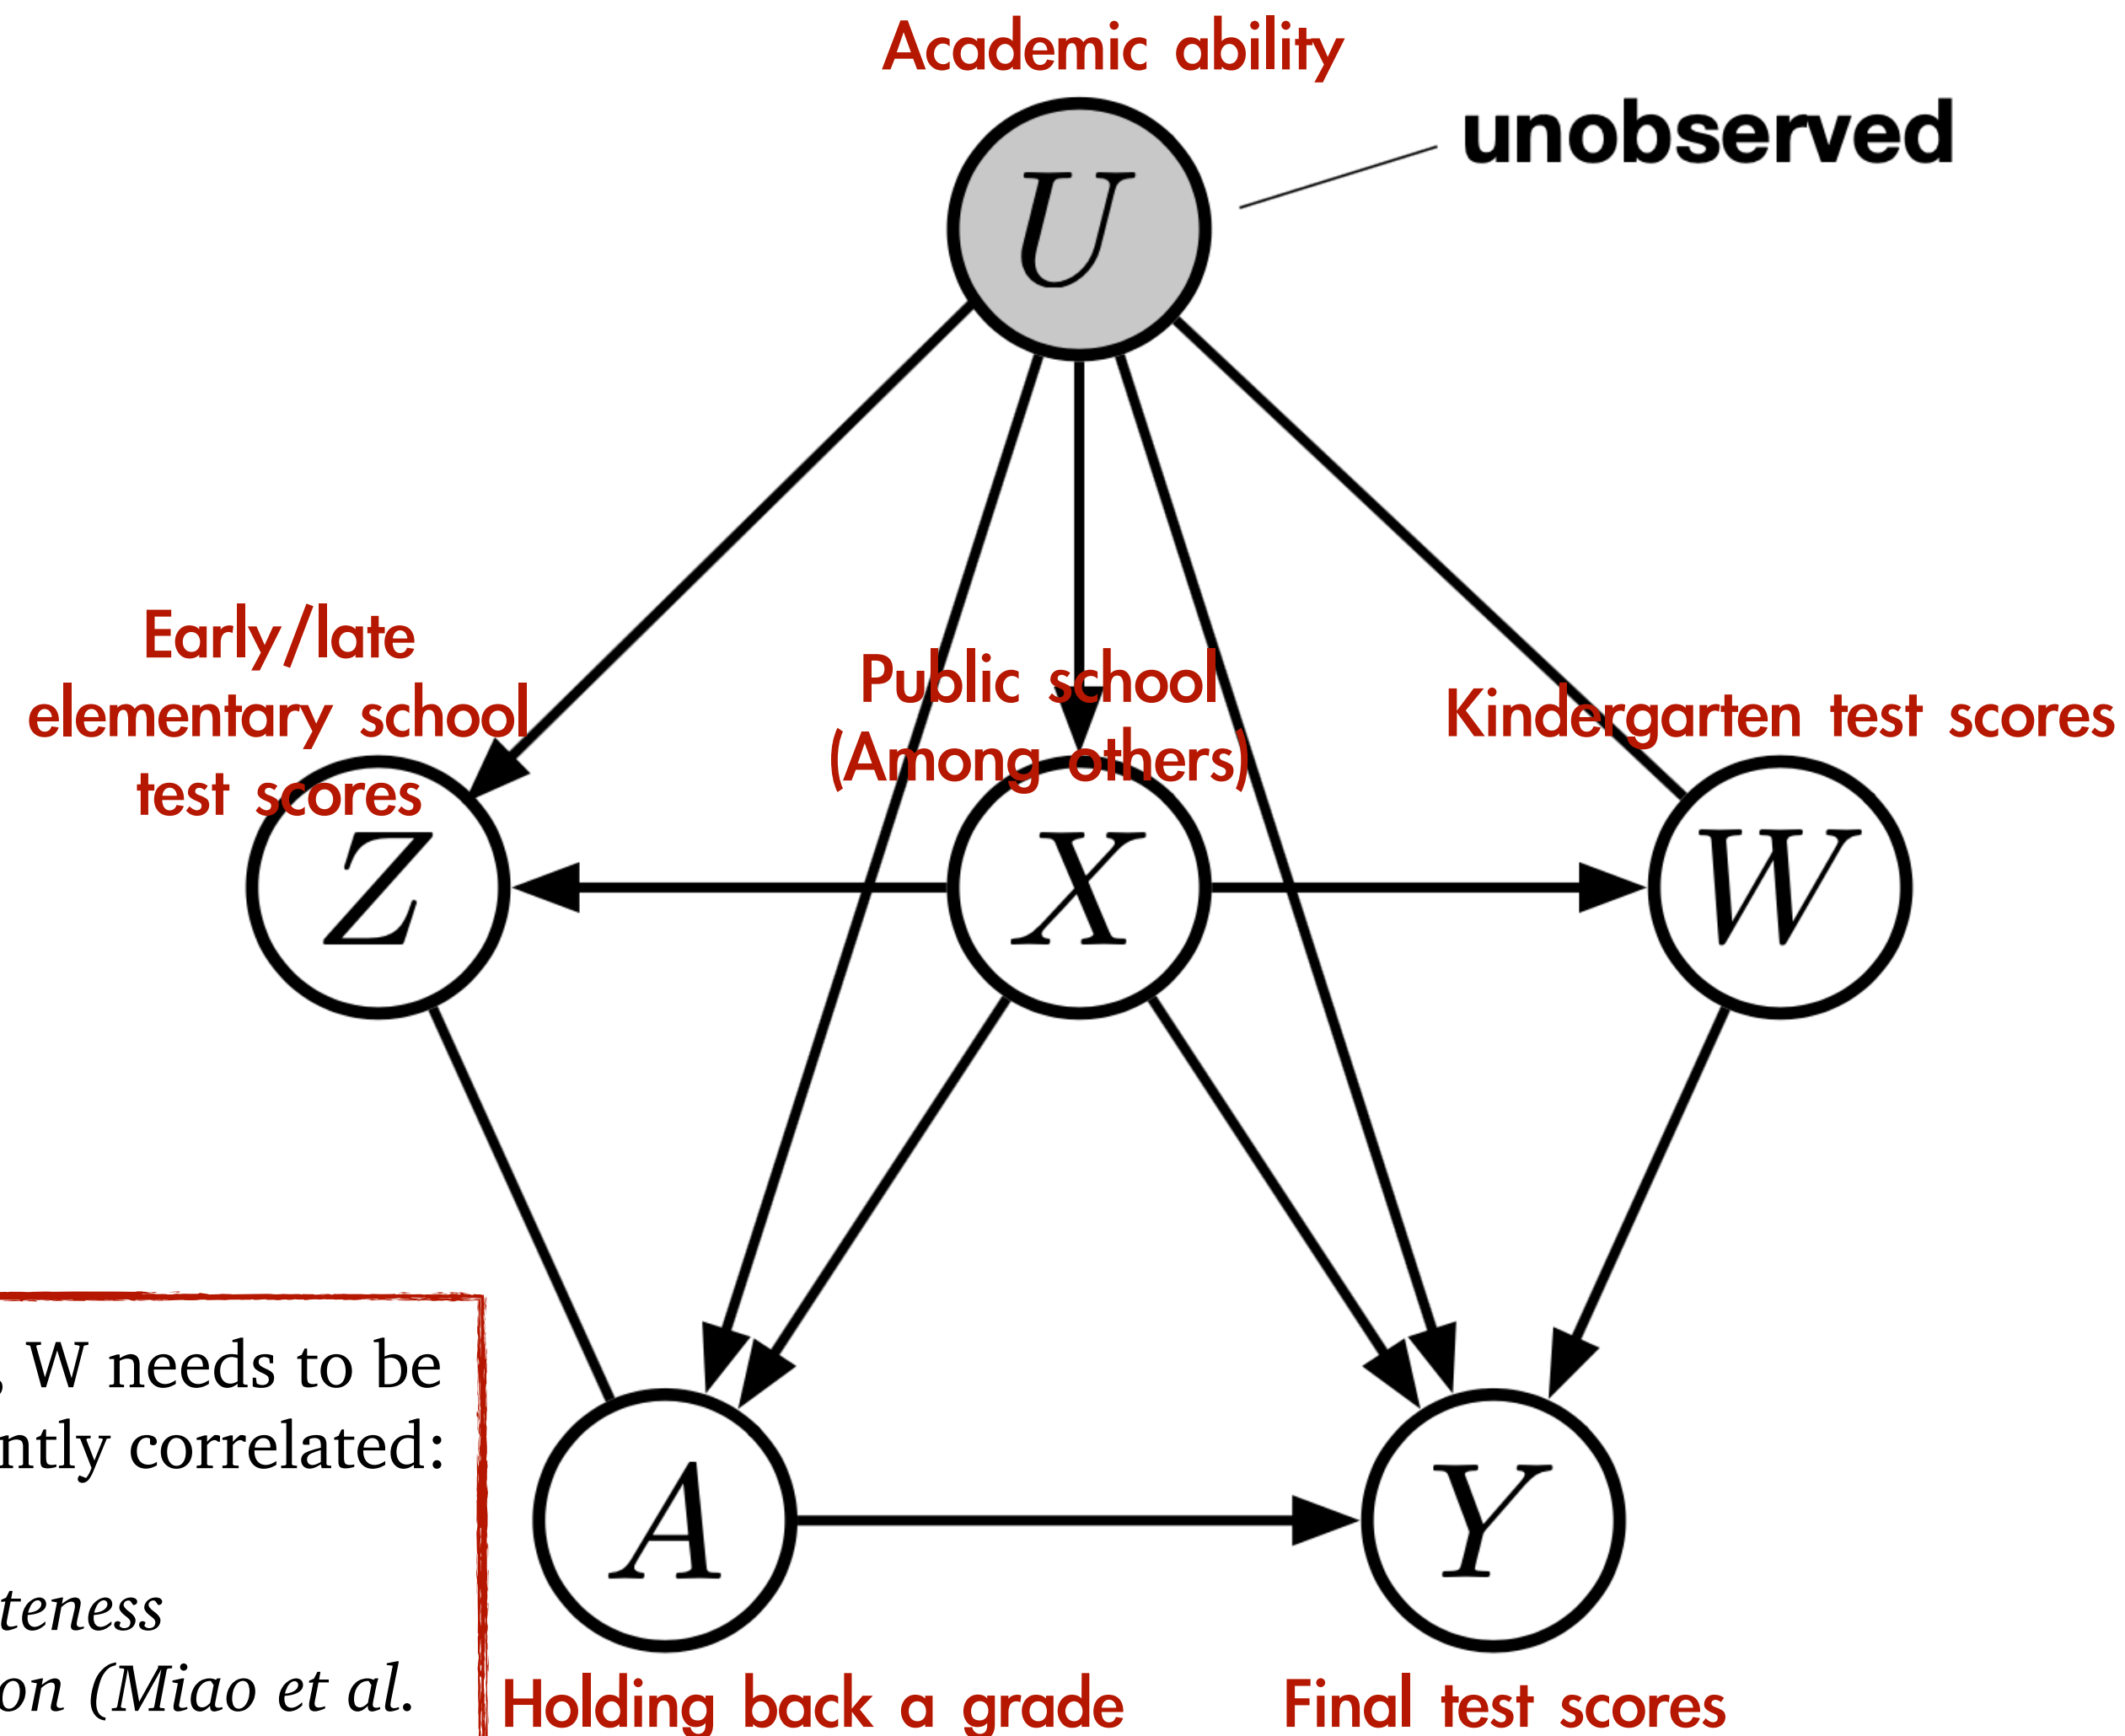 Academic ability
unobserved
U
Early/late
elementary school
test scores
Public school
(Among others)
Kindergarten test scores
Z
X
W
, W needs to be
ntly correlated:
teness
on (Miao et al.
A
Y
Holding back a grade
Final test scores